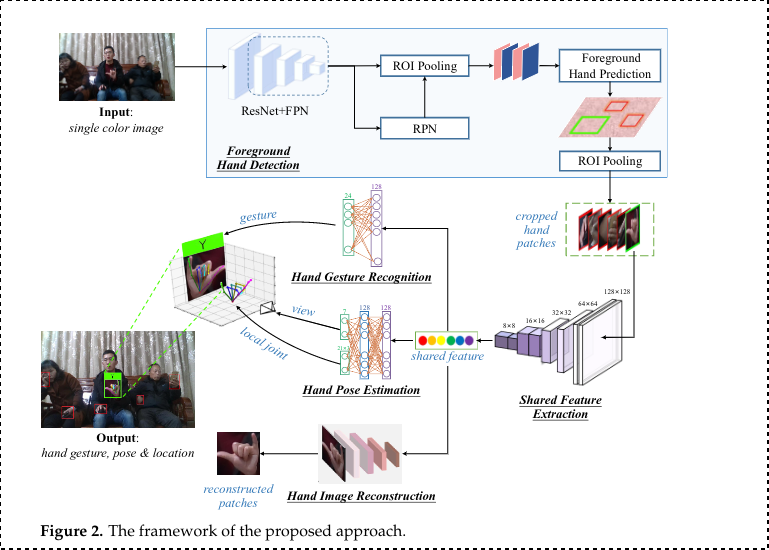 ResNet+FPN
ROI Pooling
RPN
Foreground
Hand Prediction
ROI Pooling
Foreground
Hand Detection
Input:
single color image
cropped
hand
patches
gesture
24
128
Y
Hand Gesture Recognition
view
local joint
7
128
128
21×3
Hand Pose Estimation
shared feature
8×8
16×16
32×32
64×64
128×128
Shared Feature
Extraction
Y
Output:
hand gesture, pose & location
reconstructed
patches
Hand Image Reconstruction
Figure 2. The framework of the proposed approach.